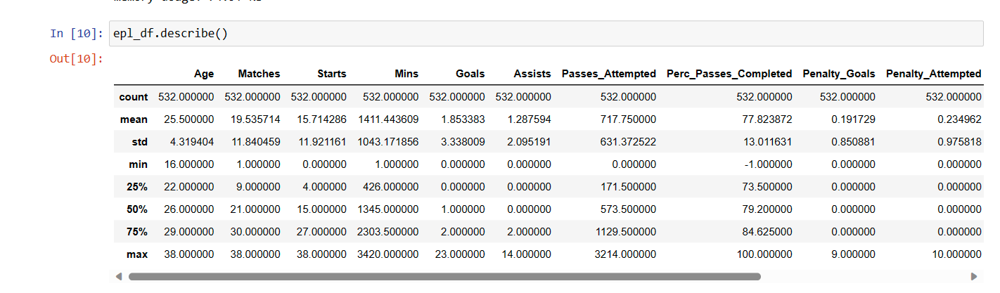 In [10]: epl_df.describe()
Out[10]:
Age Matches Starts Mins Goals Assists Passes_Attempted Perc_Passes_Completed Penalty_Goals Penalty_Attempted
count 532.000000 532.000000 532.000000 532.000000 532.000000 532.000000 532.000000 532.000000 532.000000 532.000000
mean 25.500000 19.535714 15.714286 1411.443609 1.853383 1.287594 717.750000 77.823872 0.191729 0.234962
std 4.319404 11.840459 11.921161 1043.171856 3.338009 2.095191 631.372522 13.011631 0.850881 0.975818
min 16.000000 1.000000 0.000000 1.000000 0.000000 0.000000 0.000000 -1.000000 0.000000 0.000000
25% 22.000000 9.000000 4.000000 426.000000 0.000000 0.000000 171.500000 73.500000 0.000000 0.000000
50% 26.000000 21.000000 15.000000 1345.000000 1.000000 0.000000 573.500000 79.200000 0.000000 0.000000
75% 29.000000 30.000000 27.000000 2303.500000 2.000000 2.000000 1129.500000 84.625000 0.000000 0.000000
max 38.000000 38.000000 38.000000 3420.000000 23.000000 14.000000 3214.000000 100.000000 9.000000 10.000000